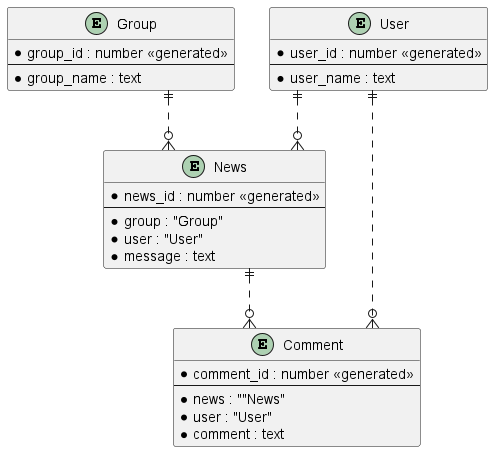 E Group
* group_id : number «generated»
* group_name : text
E User
* user_id : number «generated»
* user_name : text
E News
* news_id : number «generated»
* group : "Group"
* user : "User"
* message : text
E Comment
* comment_id : number «generated»
* news : ""News"
* user : "User"
* comment : text